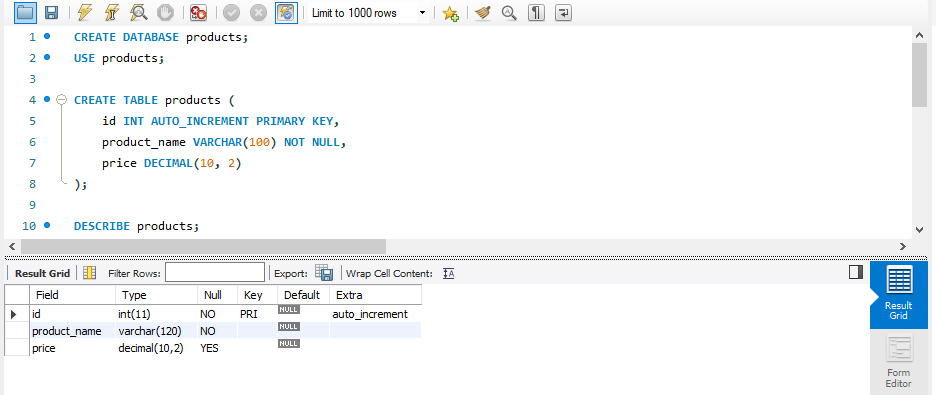 Limit to 1000 rows
1 CREATE DATABASE products;
2 USE products;
3
4 CREATE TABLE products (
5 id INT AUTO_INCREMENT PRIMARY KEY,
6 product_name VARCHAR(100) NOT NULL,
7 price DECIMAL(10, 2)
8 );
9
10 DESCRIBE products;
Result Grid Filter Rows: Export: Wrap Cell Content:
Field Type Null Key Default Extra
id int(11) NO PRI NULL auto_increment
product_name varchar(120) NO NULL
price decimal(10,2) YES NULL
Result
Grid
Form
Editor